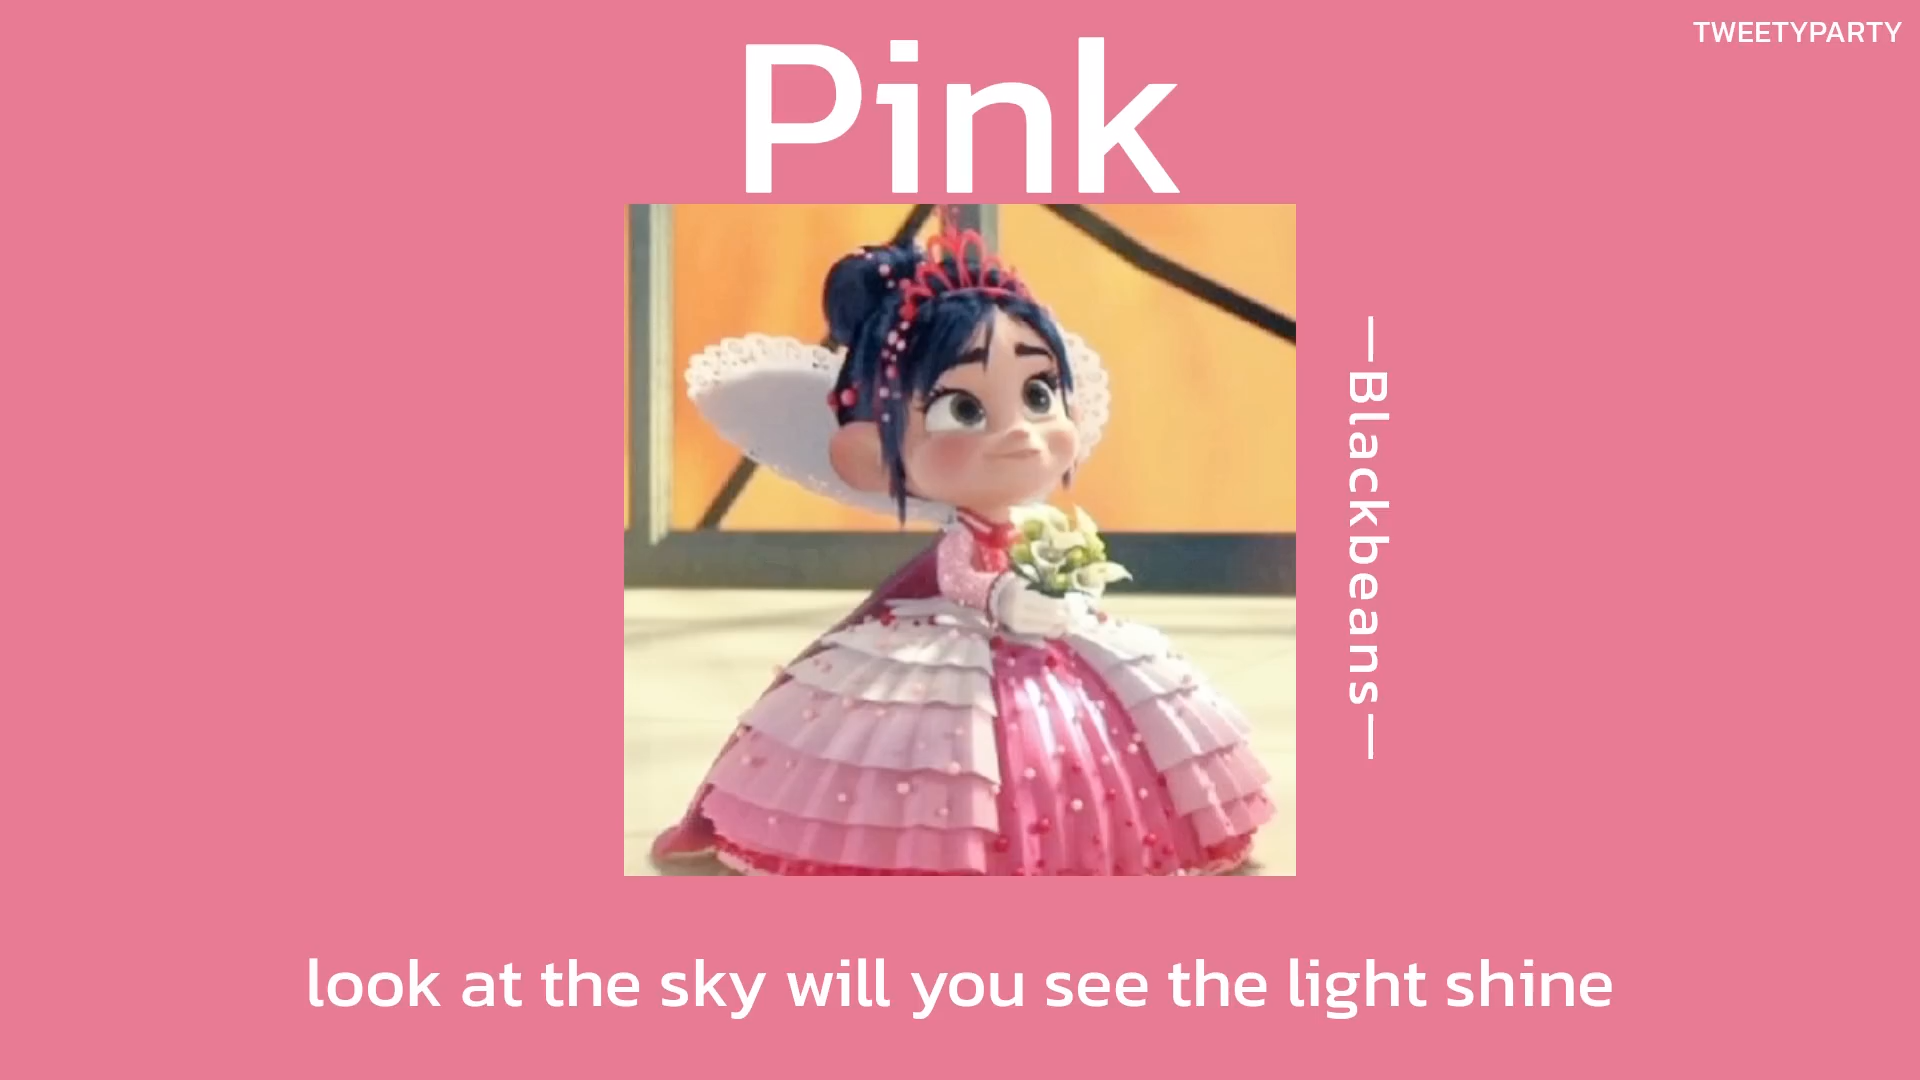 TWEETYPARTY
Pink
—Blackbeans—
look at the sky will you see the light shine